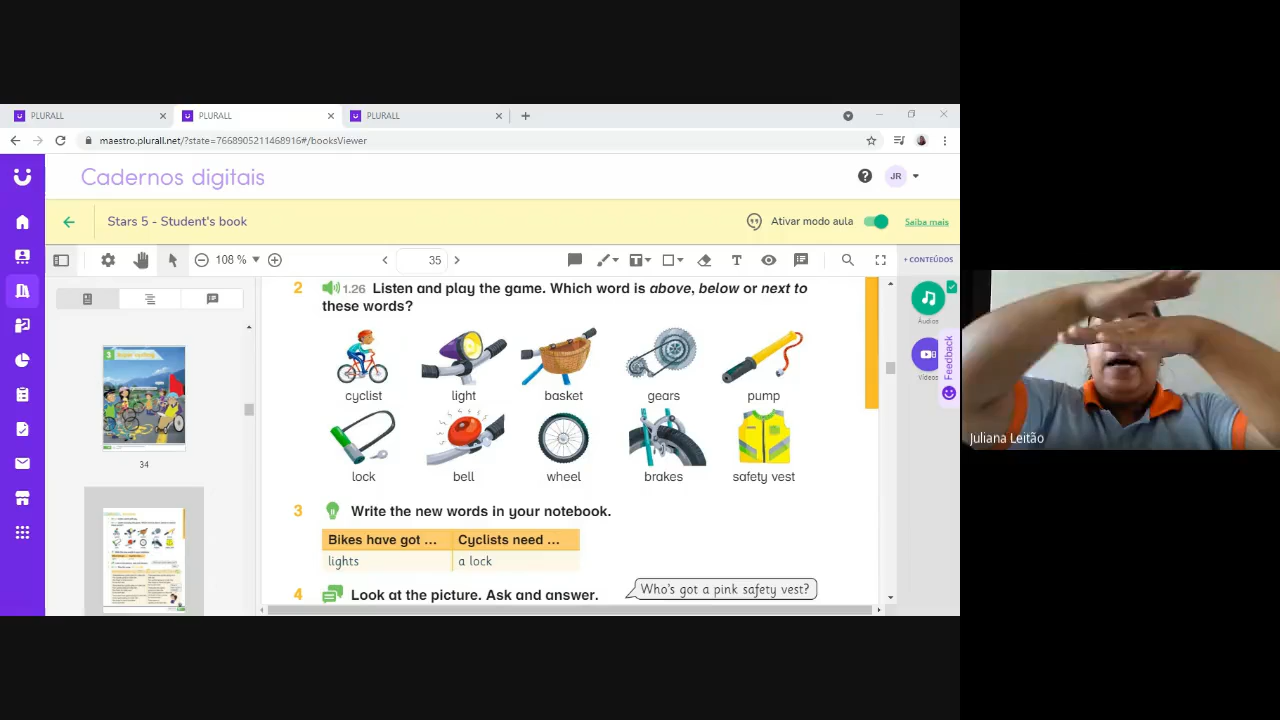 PLURALL
PLURALL
PLURALL
maestro.plurall.net/?state=7668905211468916#/booksViewer
Cadernos digitais
JR
Stars 5 - Student's book
Ativar modo aula
Saiba mais
108 %
35
+ CONTEÚDOS
2 1.26 Listen and play the game. Which word is above, below or next to
these words?
cyclist light basket gears pump
lock bell wheel brakes safety vest
3 Write the new words in your notebook.
Bikes have got ... Cyclists need ...
lights a lock
4 Look at the picture. Ask and answer.
Who's got a pink safety vest?
34
Áudios
Vídeos
Feedback
Juliana Leitão